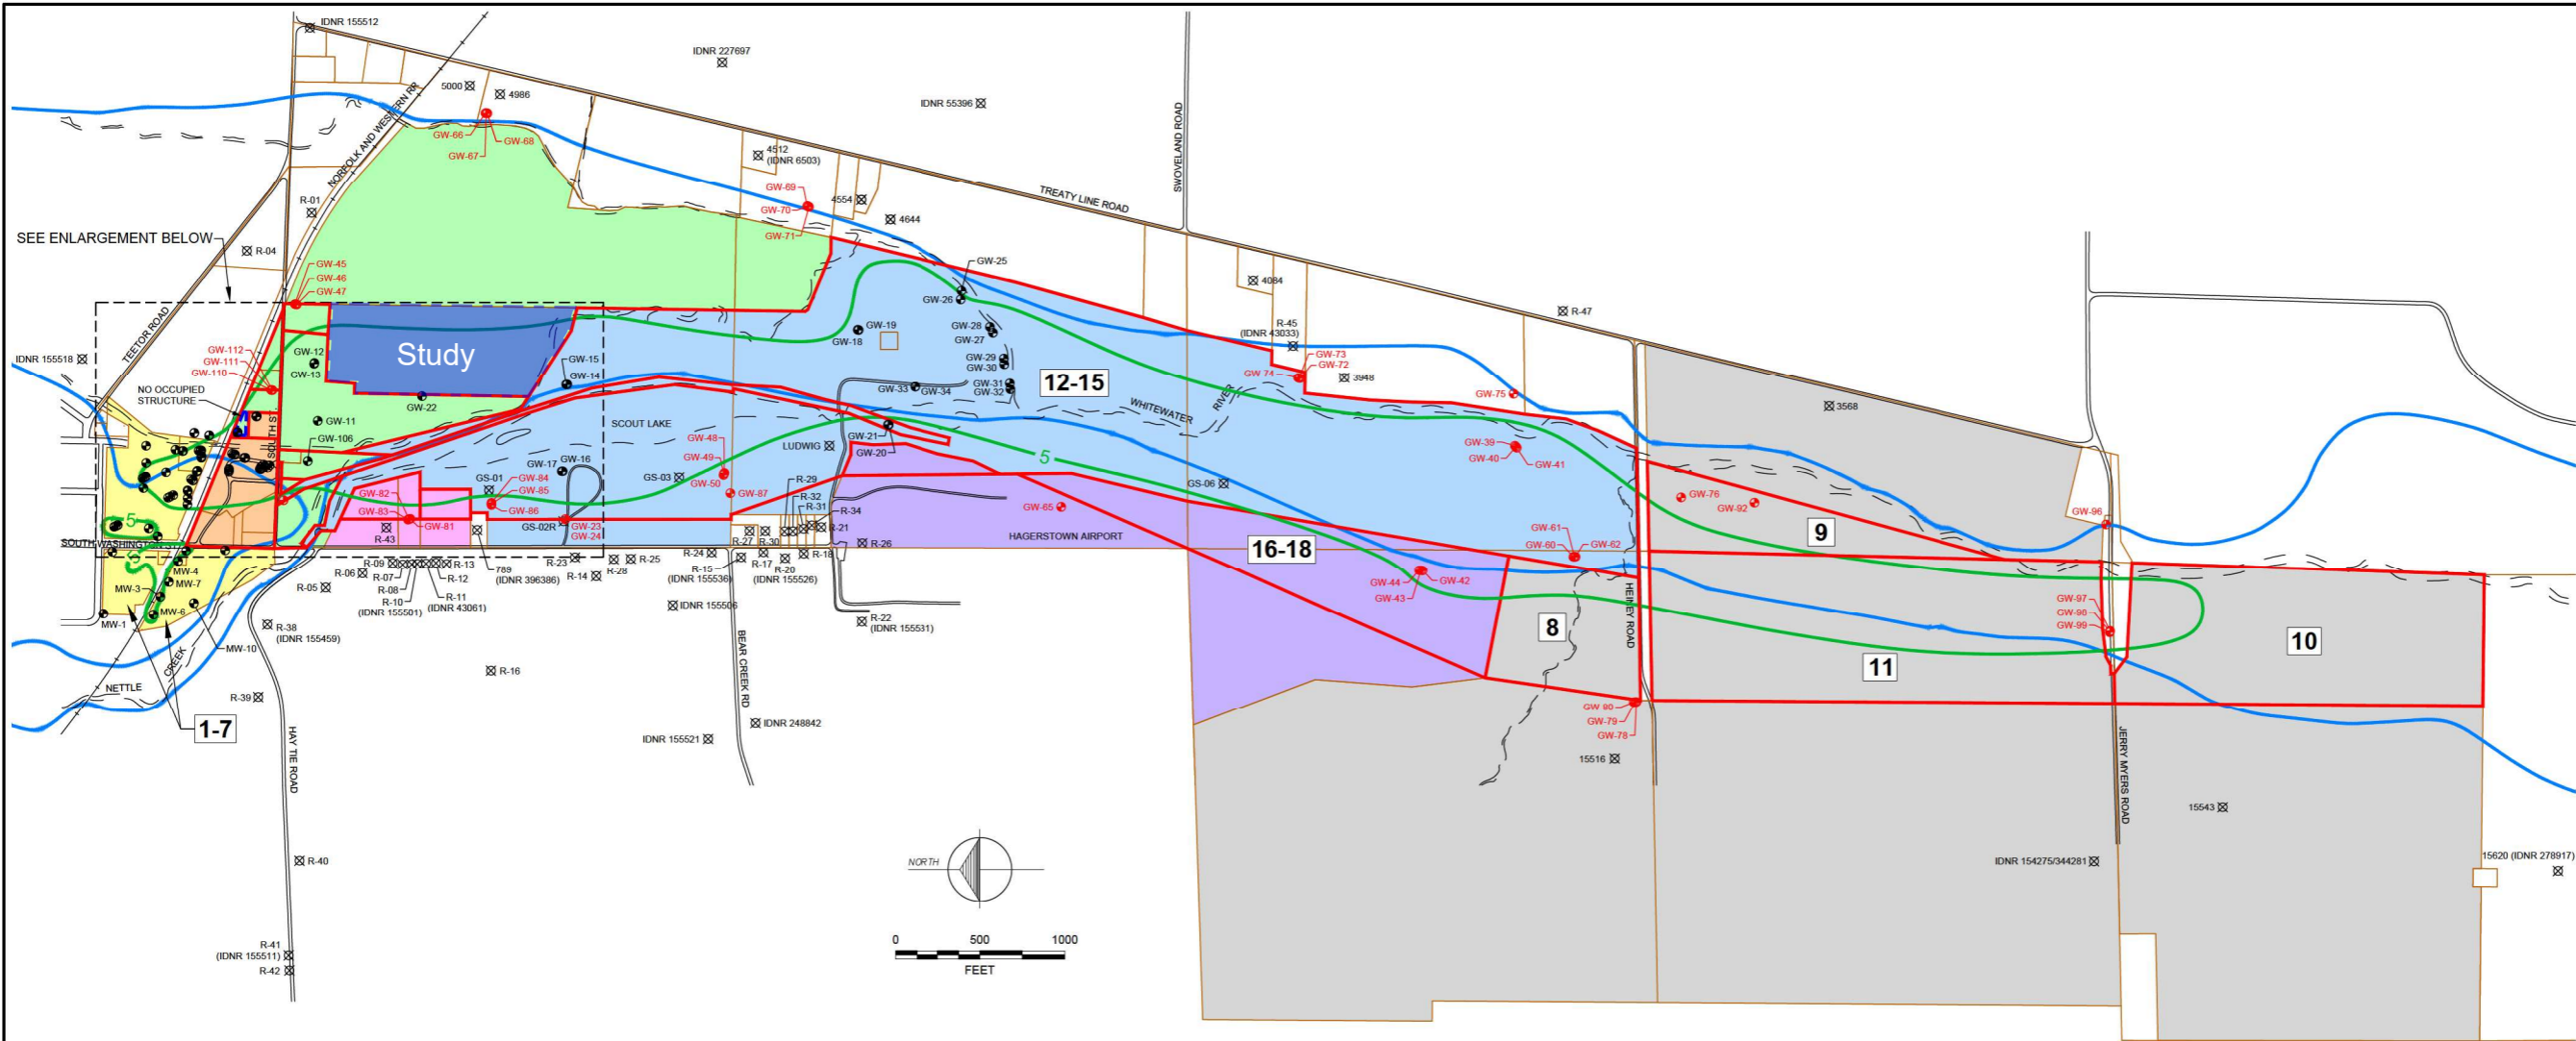 IDNR 155512
IDNR 227697
5000
4986
IDNR 55396
SWOVELAND ROAD
NORFOLK AND WESTERN RR
GW-66
GW-68
GW-67
4512
(IDNR 6503)
GW-69
GW-70
GW-71
4554
4644
TREATY LINE ROAD
R-01
SEE ENLARGEMENT BELOW
R-04
GW-45
GW-46
GW-47
GW-25
GW-26
4084
R-47
TEETOR ROAD
IDNR 155518
GW-112
GW-111
GW-110
GW-12
GW-13
Study
GW-15
GW-14
GW-19
GW-18
GW-28
GW-27
GW-29
GW-30
GW-31
GW-32
GW-33
GW-34
12-15
R-45
(IDNR 43033)
GW-73
GW-72
GW-74
3948
GW-75
3568
NO OCCUPIED
STRUCTURE
SOUTH ST.
GW-22
GW-11
GW-106
SCOUT LAKE
WHITEWATER
RIVER
GW-21
GW-20
LUDWIG
GW-48
GW-49
GW-50
GW-87
GS-03
GW-17
GW-16
GS-01
GW-84
GW-85
GW-86
GW-82
GW-83
GW-81
GS-02R
GW-23
GW-24
R-43
R-29
R-32
R-31
R-34
R-21
R-27
R-30
R-26
5
5
GS-06
GW-65
HAGERSTOWN AIRPORT
GW-39
GW-40
GW-41
GW-76
GW-92
GW-96
9
GW-61
GW-60
GW-62
16-18
GW-44
GW-42
GW-43
SOUTH WASHINGTON ST
MW-4
MW-7
MW-3
MW-6
MW-1
MW-10
R-05
R-06
R-09
R-07
R-08
R-10
(IDNR 155501)
R-13
R-12
R-11
(IDNR 43061)
789
(IDNR 396386)
R-23
R-14
R-28
R-25
R-24
R-15
(IDNR 155536)
R-17
R-20
(IDNR 155526)
R-18
IDNR 155506
R-22
(IDNR 155531)
R-38
(IDNR 155459)
BEAR CREEK RD
HEINEY ROAD
8
11
10
GW-97
GW-98
GW-99
GW-80
GW-79
GW-78
R-16
NETTLE
CREEK
1-7
R-39
HAY TIE ROAD
IDNR 248842
IDNR 155521
15516
JERRY MYERS ROAD
15543
R-40
NORTH
IDNR 154275/344281
15620 (IDNR 278917)
R-41
(IDNR 155511)
R-42
0 500 1000
FEET